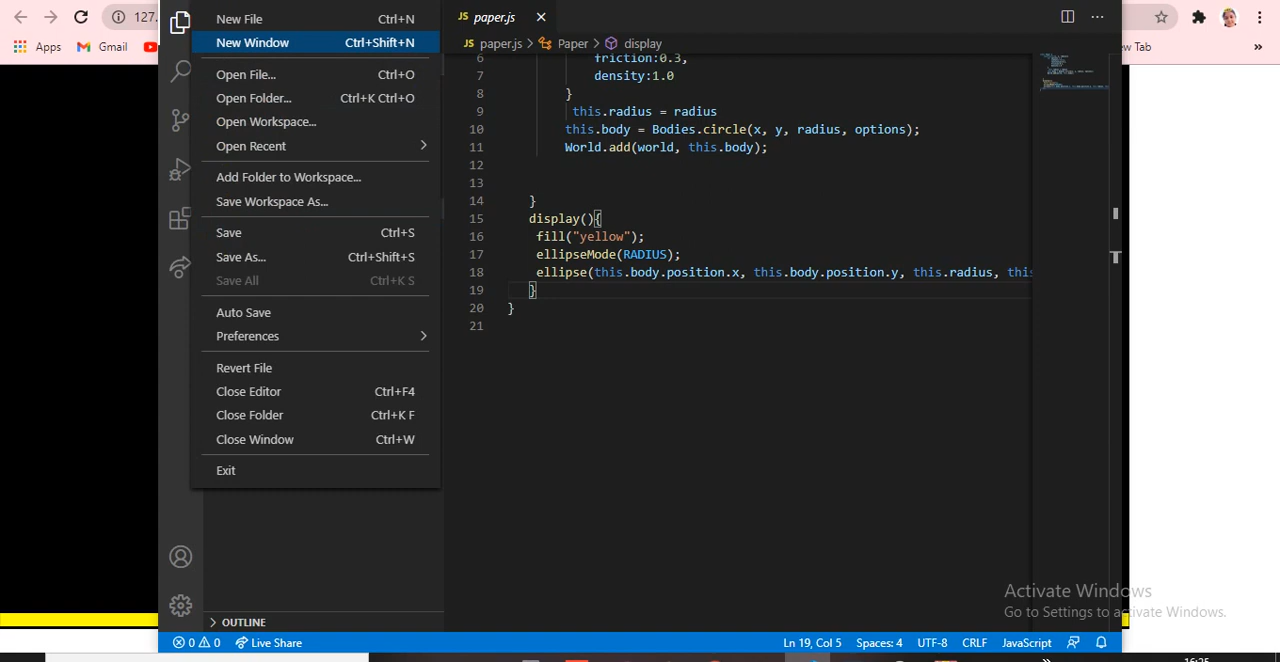 127.
Apps
Gmail
New File Ctrl+N
New Window Ctrl+Shift+N
Open File... Ctrl+O
Open Folder... Ctrl+K Ctrl+O
Open Workspace...
Open Recent
Add Folder to Workspace...
Save Workspace As...
Save Ctrl+S
Save As... Ctrl+Shift+S
Save All Ctrl+K S
Auto Save
Preferences
Revert File
Close Editor Ctrl+F4
Close Folder Ctrl+K F
Close Window Ctrl+W
Exit
OUTLINE
JS paper.js
JS paper.js > Paper > display
6 friction:0.3,
7 density:1.0
8 }
9 this.radius = radius
10 this.body = Bodies.circle(x, y, radius, options);
11 World.add(world, this.body);
12
13
14 }
15 display(){
16 fill("yellow");
17 ellipseMode(RADIUS);
18 ellipse(this.body.position.x, this.body.position.y, this.radius, this
19 }
20 }
21
ew Tab
»
Activate Windows
Go to Settings to activate Windows.
0 0 Live Share
Ln 19, Col 5 Spaces: 4 UTF-8 CRLF JavaScript
16:25